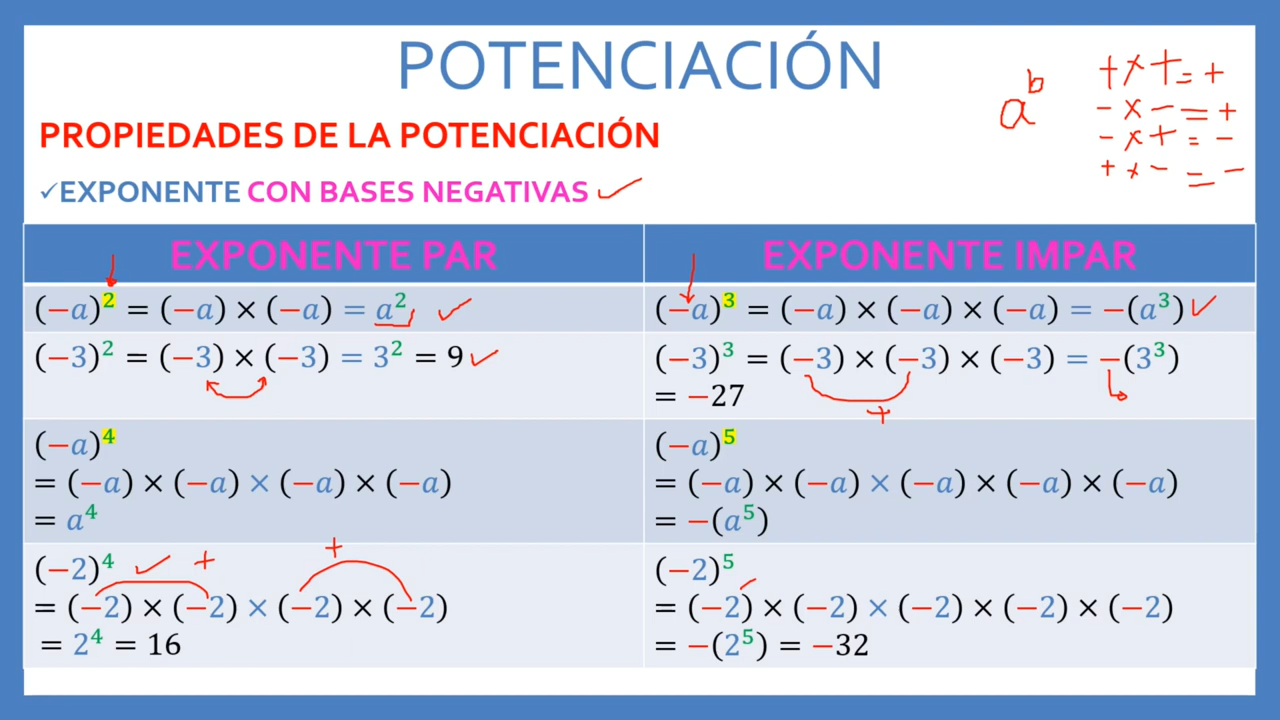 POTENCIACIÓN
a^b
+ × + = +
- × - = +
- × + = -
+ × - = -
PROPIEDADES DE LA POTENCIACIÓN
✓EXPONENTE CON BASES NEGATIVAS ✓
EXPONENTE PAR
EXPONENTE IMPAR
(−a)² = (−a) × (−a) = a² ✓
(−a)³ = (−a) × (−a) × (−a) = −(a³) ✓
(−3)² = (−3) × (−3) = 3² = 9 ✓
(−3)³ = (−3) × (−3) × (−3) = −(3³)
= −27
+
(−a)⁴
= (−a) × (−a) × (−a) × (−a)
= a⁴
(−a)⁵
= (−a) × (−a) × (−a) × (−a) × (−a)
= −(a⁵)
(−2)⁴ ✓ + +
= (−2) × (−2) × (−2) × (−2)
= 2⁴ = 16
(−2)⁵
= (−2) × (−2) × (−2) × (−2) × (−2)
= −(2⁵) = −32